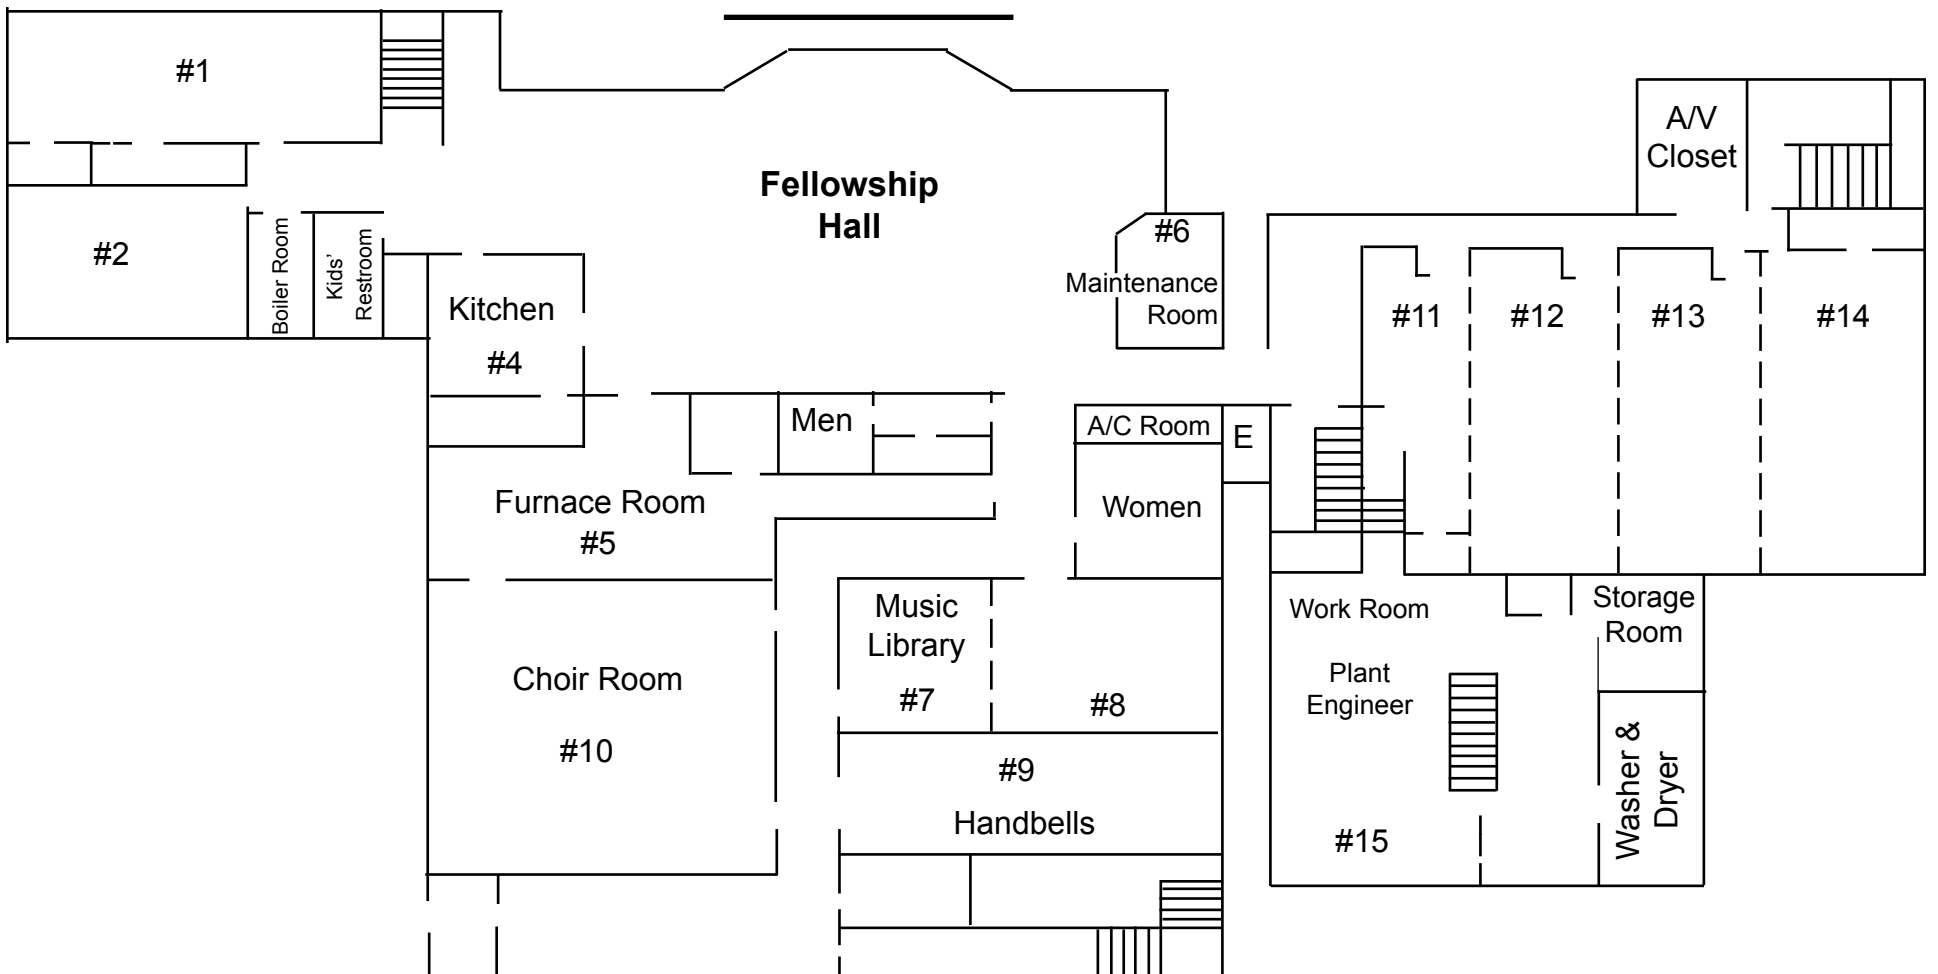 #1
A/V
Closet
Fellowship
Hall
#2
Boiler Room
Kids'
Restroom
#6
Maintenance
Room
Kitchen
#4
#11
#12
#13
#14
Men
A/C Room
E
Furnace Room
#5
Women
Music
Library
#7
#8
Work Room
Storage
Room
Choir Room
#10
Plant
Engineer
#9
Handbells
#15
Washer &
Dryer